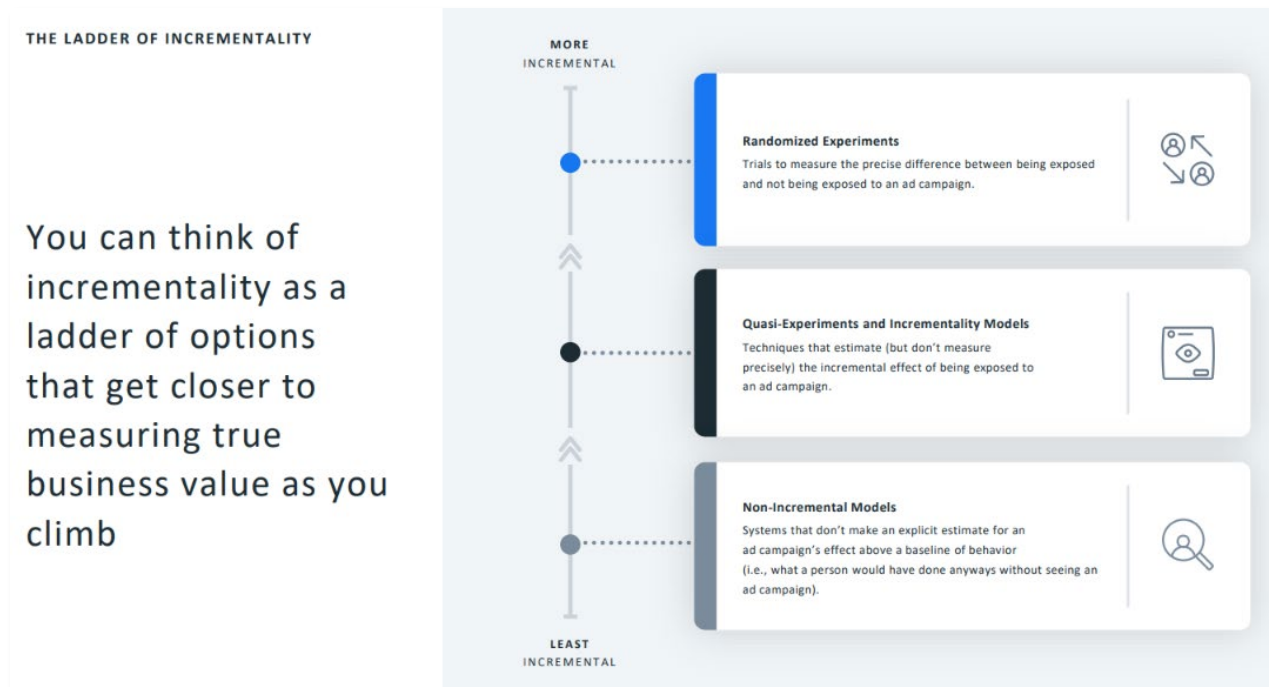 THE LADDER OF INCREMENTALITY
You can think of
incrementality as a
ladder of options
that get closer to
measuring true
business value as you
climb
MORE
INCREMENTAL
Randomized Experiments
Trials to measure the precise difference between being exposed
and not being exposed to an ad campaign.
Quasi-Experiments and Incrementality Models
Techniques that estimate (but don’t measure
precisely) the incremental effect of being exposed to
an ad campaign.
Non-Incremental Models
Systems that don’t make an explicit estimate for an
ad campaign’s effect above a baseline of behavior
(i.e., what a person would have done anyways without seeing an
ad campaign).
LEAST
INCREMENTAL